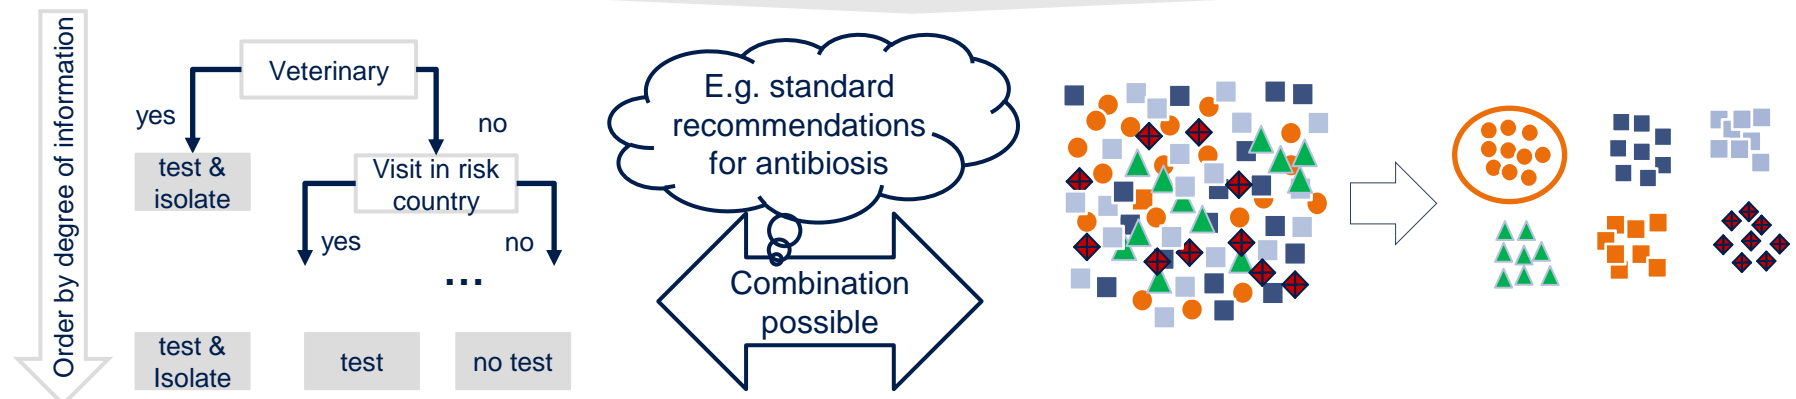 Order by degree of information
Veterinary
yes
no
test &
isolate
Visit in risk
country
yes
no
...
test &
Isolate
test
no test
E.g. standard
recommendations
for antibiosis
Combination
possible